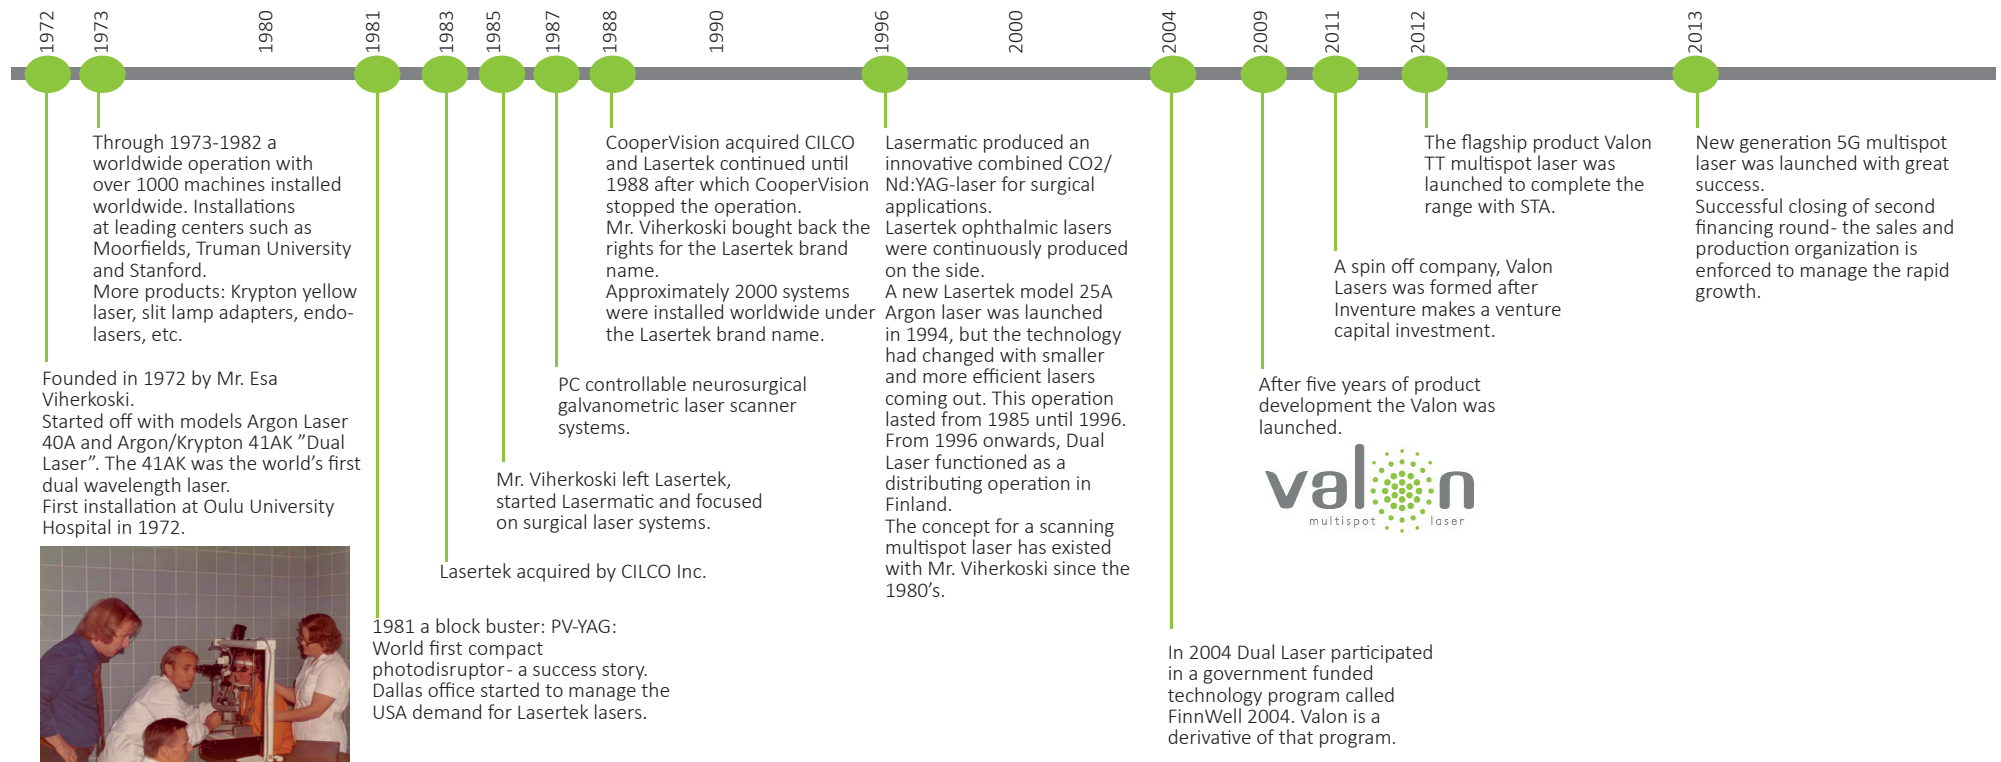 1972
1973
1980
1981
1983
1985
1987
1988
1990
1996
2000
2004
2009
2011
2012
2013
Through 1973-1982 a
worldwide operation with
over 1000 machines installed
worldwide. Installations
at leading centers such as
Moorfields, Truman University
and Stanford.
More products: Krypton yellow
laser, slit lamp adapters, endo-
lasers, etc.
Founded in 1972 by Mr. Esa
Viherkoski.
Started off with models Argon Laser
40A and Argon/Krypton 41AK ”Dual
Laser”. The 41AK was the world’s first
dual wavelength laser.
First installation at Oulu University
Hospital in 1972.
1981 a block buster: PV-YAG:
World first compact
photodisruptor- a success story.
Dallas office started to manage the
USA demand for Lasertek lasers.
Lasertek acquired by CILCO Inc.
Mr. Viherkoski left Lasertek,
started Lasermatic and focused
on surgical laser systems.
PC controllable neurosurgical
galvanometric laser scanner
systems.
CooperVision acquired CILCO
and Lasertek continued until
1988 after which CooperVision
stopped the operation.
Mr. Viherkoski bought back the
rights for the Lasertek brand
name.
Approximately 2000 systems
were installed worldwide under
the Lasertek brand name.
Lasermatic produced an
innovative combined CO2/
Nd:YAG-laser for surgical
applications.
Lasertek ophthalmic lasers
were continuously produced
on the side.
A new Lasertek model 25A
Argon laser was launched
in 1994, but the technology
had changed with smaller
and more efficient lasers
coming out. This operation
lasted from 1985 until 1996.
From 1996 onwards, Dual
Laser functioned as a
distributing operation in
Finland.
The concept for a scanning
multispot laser has existed
with Mr. Viherkoski since the
1980’s.
In 2004 Dual Laser participated
in a government funded
technology program called
FinnWell 2004. Valon is a
derivative of that program.
After five years of product
development the Valon was
launched.
valon
multispot laser
A spin off company, Valon
Lasers was formed after
Inventure makes a venture
capital investment.
The flagship product Valon
TT multispot laser was
launched to complete the
range with STA.
New generation 5G multispot
laser was launched with great
success.
Successful closing of second
financing round- the sales and
production organization is
enforced to manage the rapid
growth.